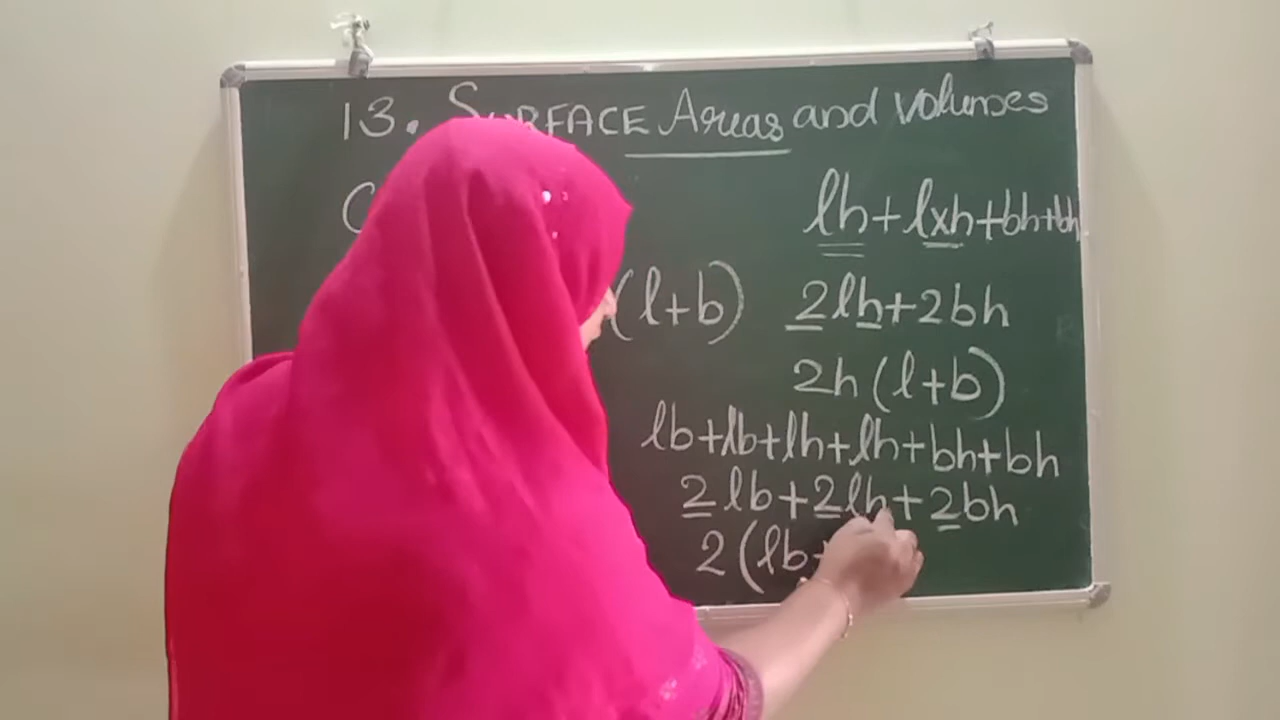 13. SURFACE Areas and volumes
C
lh+lxh+bh+bh
(l+b)
2lh+2bh
2h(l+b)
lb+lb+lh+lh+bh+bh
2lb+2lh+2bh
2(lb+